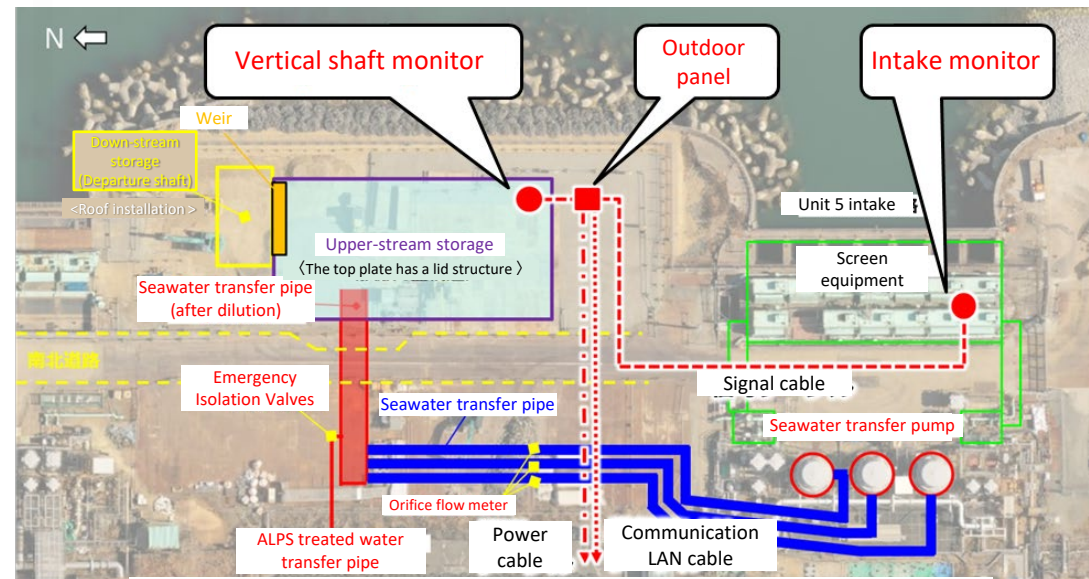 N
Vertical shaft monitor
Outdoor
panel
Intake monitor
Weir
Down-stream
storage
(Departure shaft)
<Roof installation >
Unit 5 intake
Upper-stream storage
〈The top plate has a lid structure 〉
Screen
equipment
Seawater transfer pipe
(after dilution)
南北道路
Emergency
Isolation Valves
Seawater transfer pipe
Signal cable
Seawater transfer pump
Orifice flow meter
ALPS treated water
transfer pipe
Power
cable
Communication
LAN cable